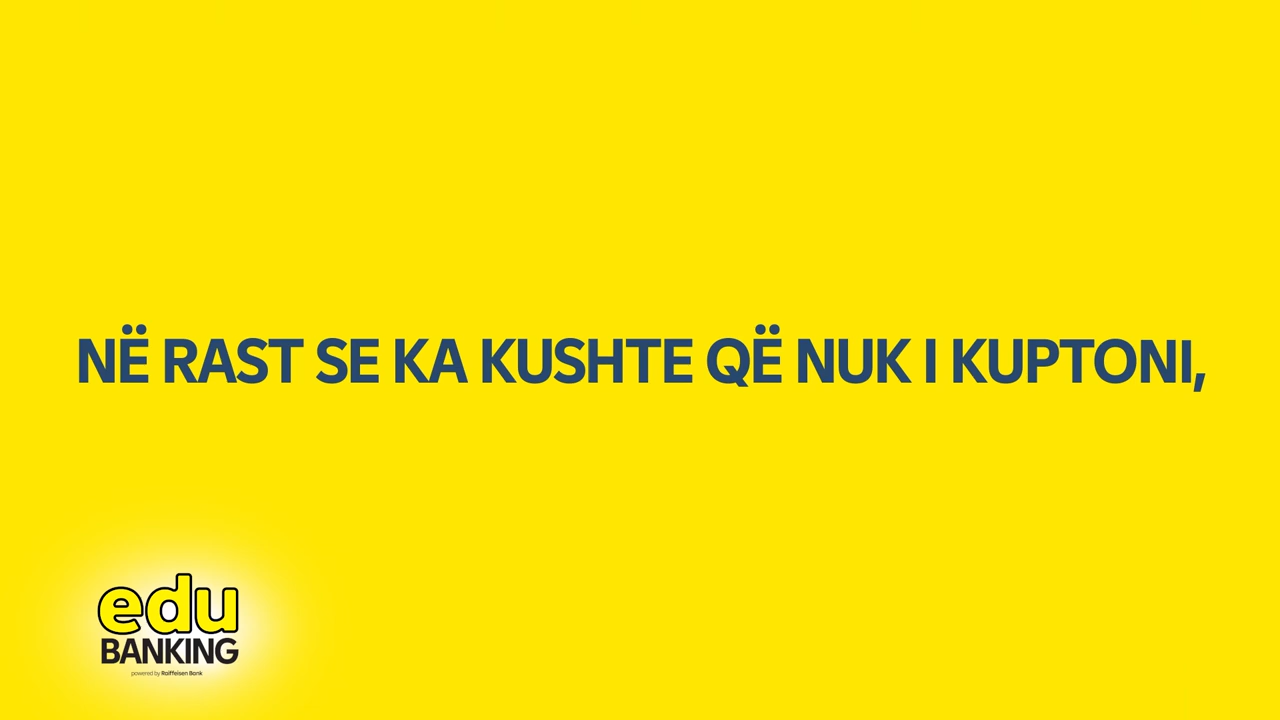 NË RAST SE KA KUSHTE QË NUK I KUPTONI,
edu
BANKING
powered by Raiffeisen Bank